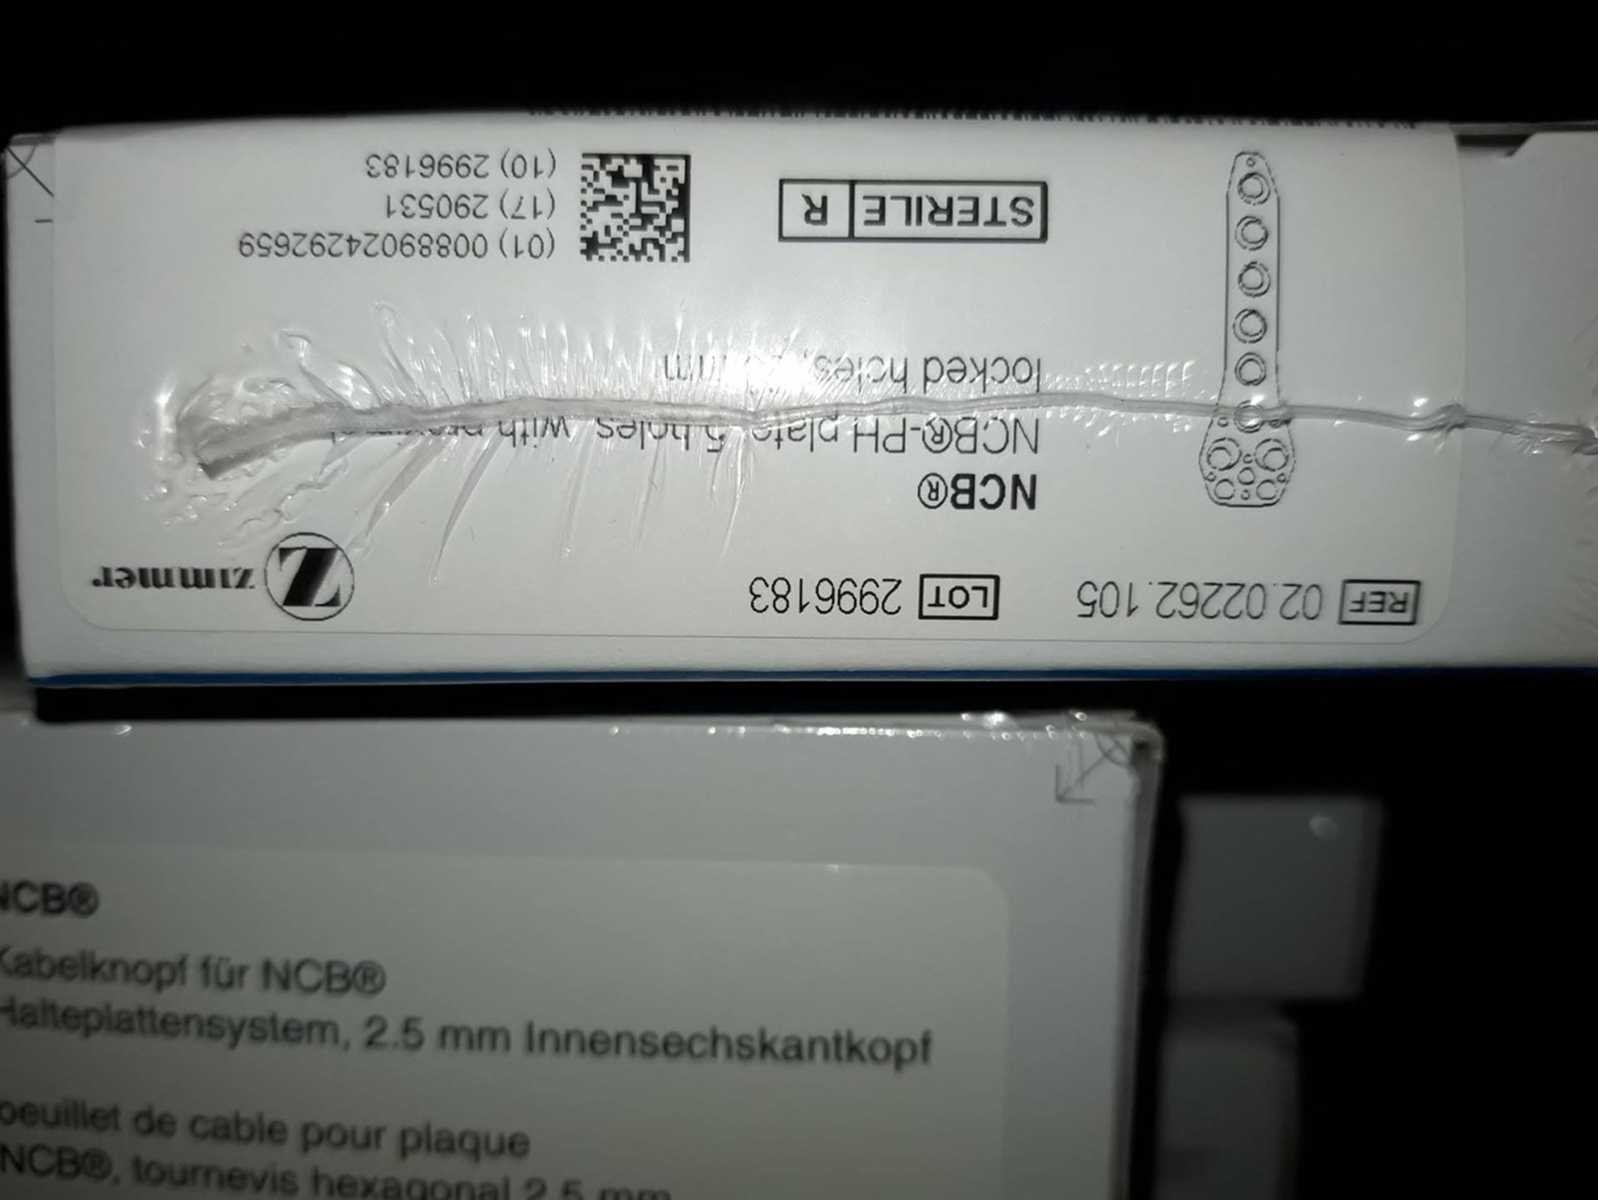 REF 02.02262.105 LOT 2996183 zimmer
NCB®
NCB®-PH plate, 5 holes, with
locked holes, mm
STERILE R
(01) 00889024292659
(17) 290531
(10) 2996183
NCB®
Kabelknopf für NCB®
Halteplattensystem, 2.5 mm Innensechskantkopf
oeuillet de cable pour plaque
NCB®, tournevis hexagonal 2.5 mm